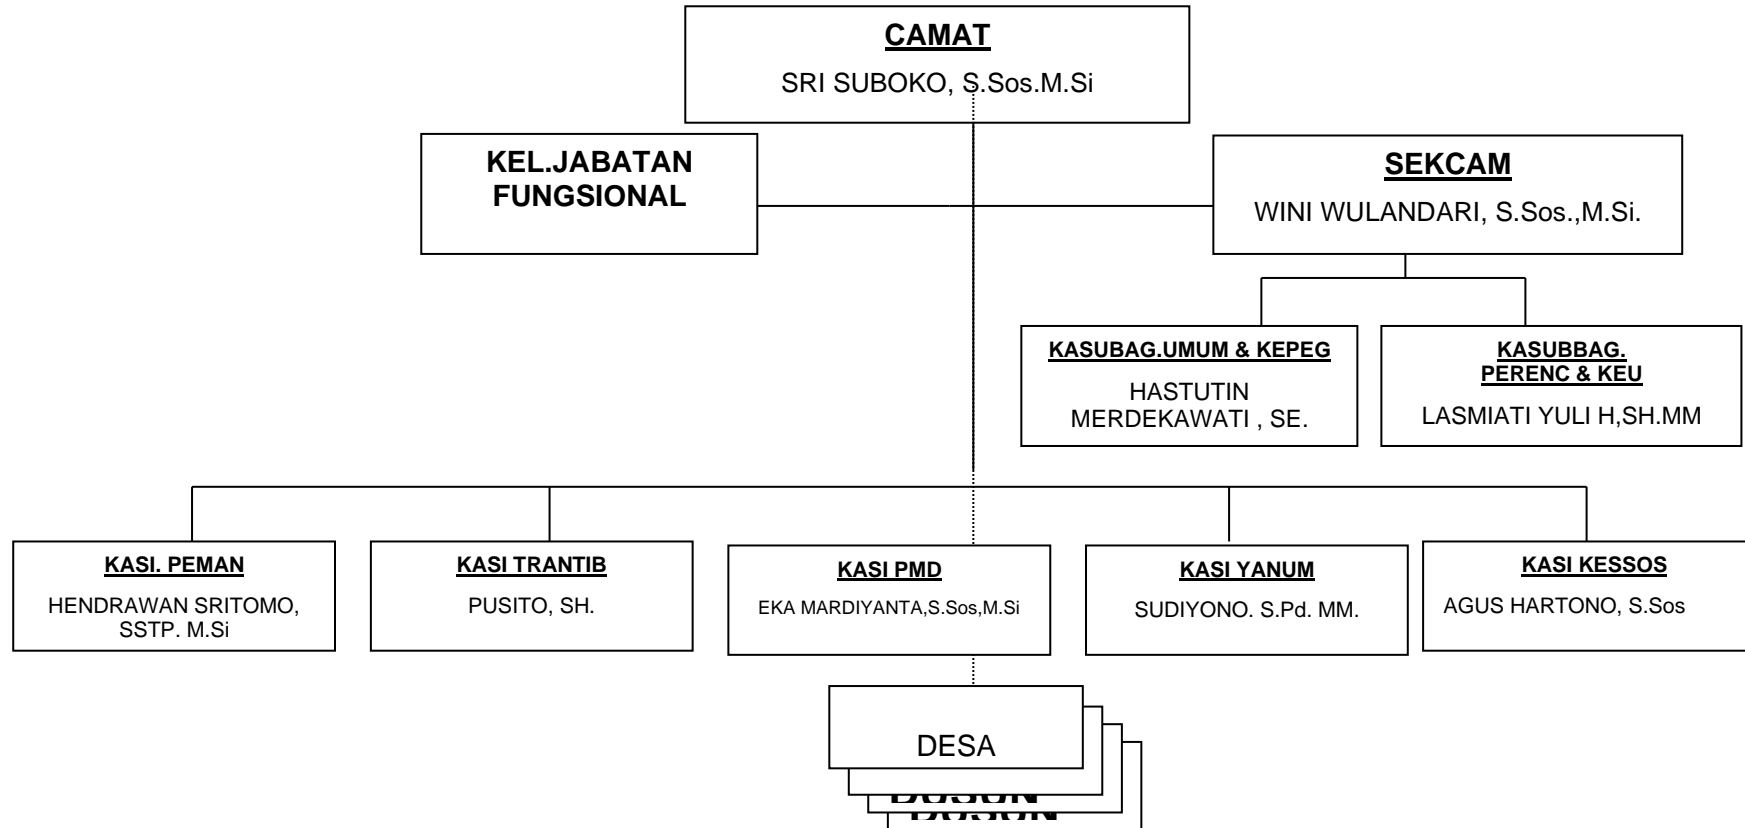 CAMAT
SRI SUBOKO, S.Sos.M.Si
KEL.JABATAN
FUNGSIONAL
SEKCAM
WINI WULANDARI, S.Sos.,M.Si.
KASUBAG.UMUM & KEPEG
HASTUTIN
MERDEKAWATI , SE.
KASUBBAG.
PERENC & KEU
LASMIATI YULI H,SH.MM
KASI. PEMAN
HENDRAWAN SRITOMO,
SSTP. M.Si
KASI TRANTIB
PUSITO, SH.
KASI PMD
EKA MARDIYANTA,S.Sos,M.Si
KASI YANUM
SUDIYONO. S.Pd. MM.
KASI KESSOS
AGUS HARTONO, S.Sos
DESA
DUSUN
DUSUN